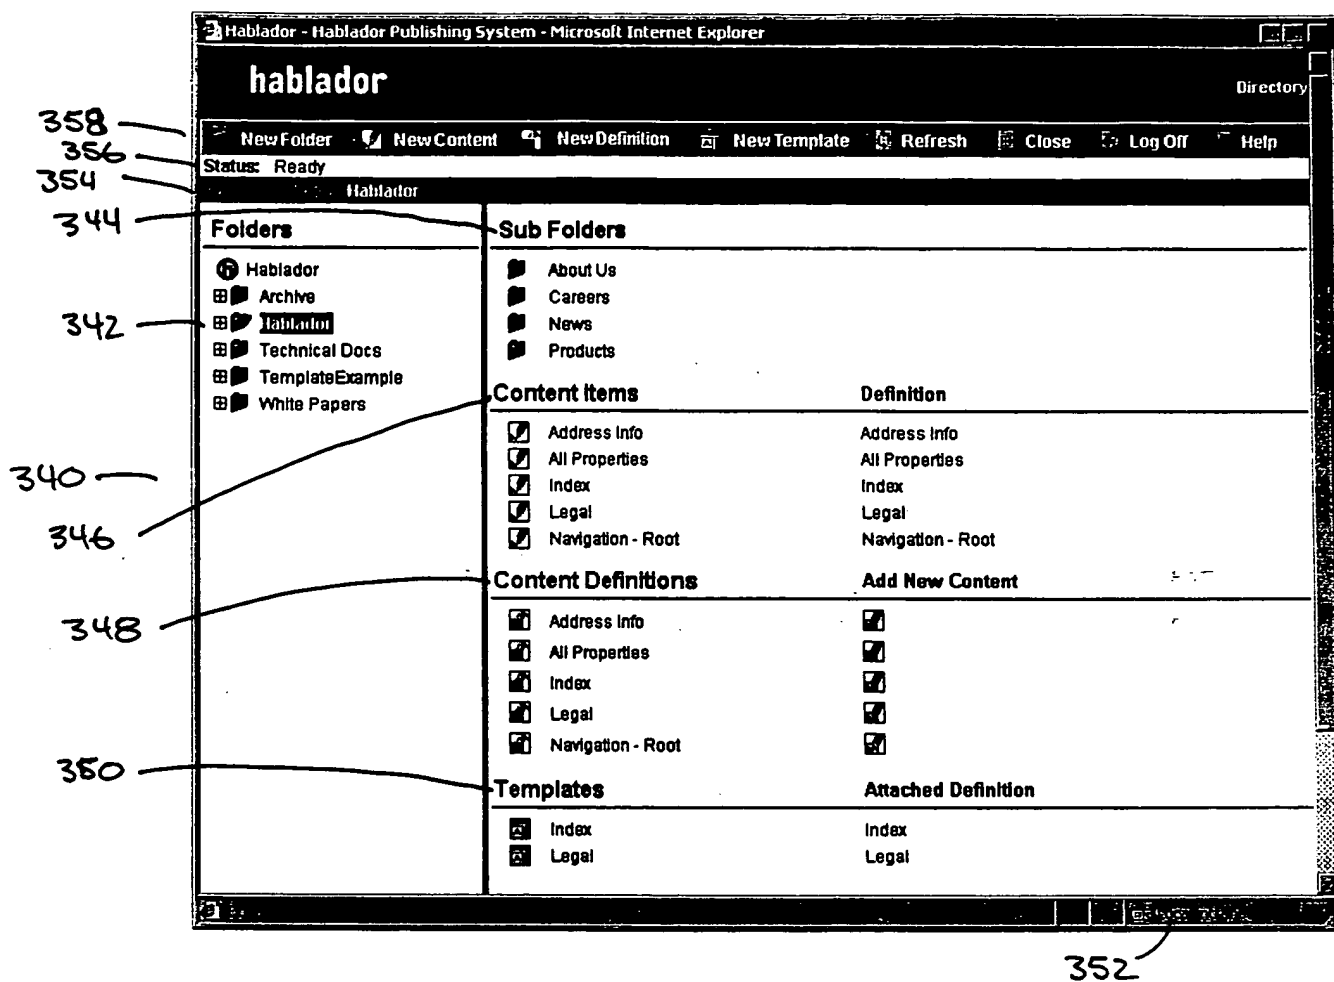 Hablador - Hablador Publishing System - Microsoft Internet Explorer
hablador
Directory
358
New Folder New Content New Definition New Template Refresh Close Log Off Help
356
Status: Ready
354
Hablador
344
Folders
Sub Folders
Hablador
About Us
Archive
Careers
342
Hablador
News
Technical Docs
Products
TemplateExample
White Papers
Content Items Definition
Address Info Address Info
All Properties All Properties
340
Index Index
Legal Legal
346
Navigation - Root Navigation - Root
Content Definitions Add New Content
348
Address Info
All Properties
Index
Legal
Navigation - Root
350
Templates Attached Definition
Index Index
Legal Legal
352